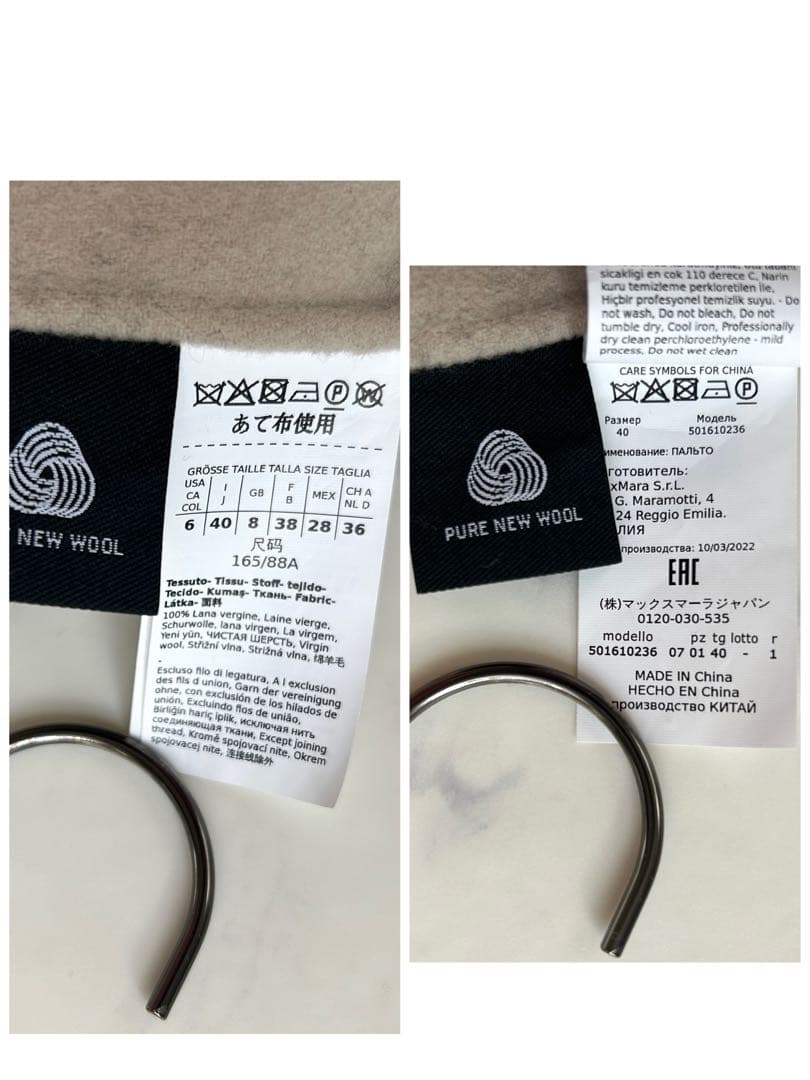 NEW WOOL
あて布使用
GRÖSSE TAILLE TALLA SIZE TAGLIA
USA CA COL | I J | GB | F B | MEX | CH A NL D
6 | 40 | 8 | 38 | 28 | 36
尺码
165/88A
Tessuto- Tissu- Stoff- tejido-
Tecido- Kumaş- Ткань- Fabric-
Látka- 面料
100% Lana vergine, Laine vierge,
Schurwolle, lana virgen, La virgem,
Yeni yün, ЧИСТАЯ ШЕРСТЬ, Virgin
wool, Střižní vlna, Strižná vlna, 绵羊毛
-
Escluso filo di legatura, A l exclusion
des fils d union, Garn der vereinigung
ohne, con exclusión de los hilados de
unión, Excluindo fios de união,
Birliğin hariç iplik, исключая нить
соединяющая ткани, Except joining
thread, Kromě spojovací nite, Okrem
spojovacej nite, 连接线除外
sicakligi en cok 110 derece C, Narin
kuru temizleme perkloretilen ile,
Hiçbir profesyonel temizlik suyu. - Do
not wash, Do not bleach, Do not
tumble dry, Cool iron, Professionally
dry clean perchloroethylene - mild
process, Do not wet clean
CARE SYMBOLS FOR CHINA
Размер Модель
40 501610236
именование: ПАЛЬТО
готовитель:
xMara S.r.L.
G. Maramotti, 4
24 Reggio Emilia.
ЛИЯ
производства: 10/03/2022
EAC
(株)マックスマーラジャパン
0120-030-535
modello pz tg lotto r
501610236 07 01 40 - 1
MADE IN China
HECHO EN China
производство КИТАЙ
PURE NEW WOOL